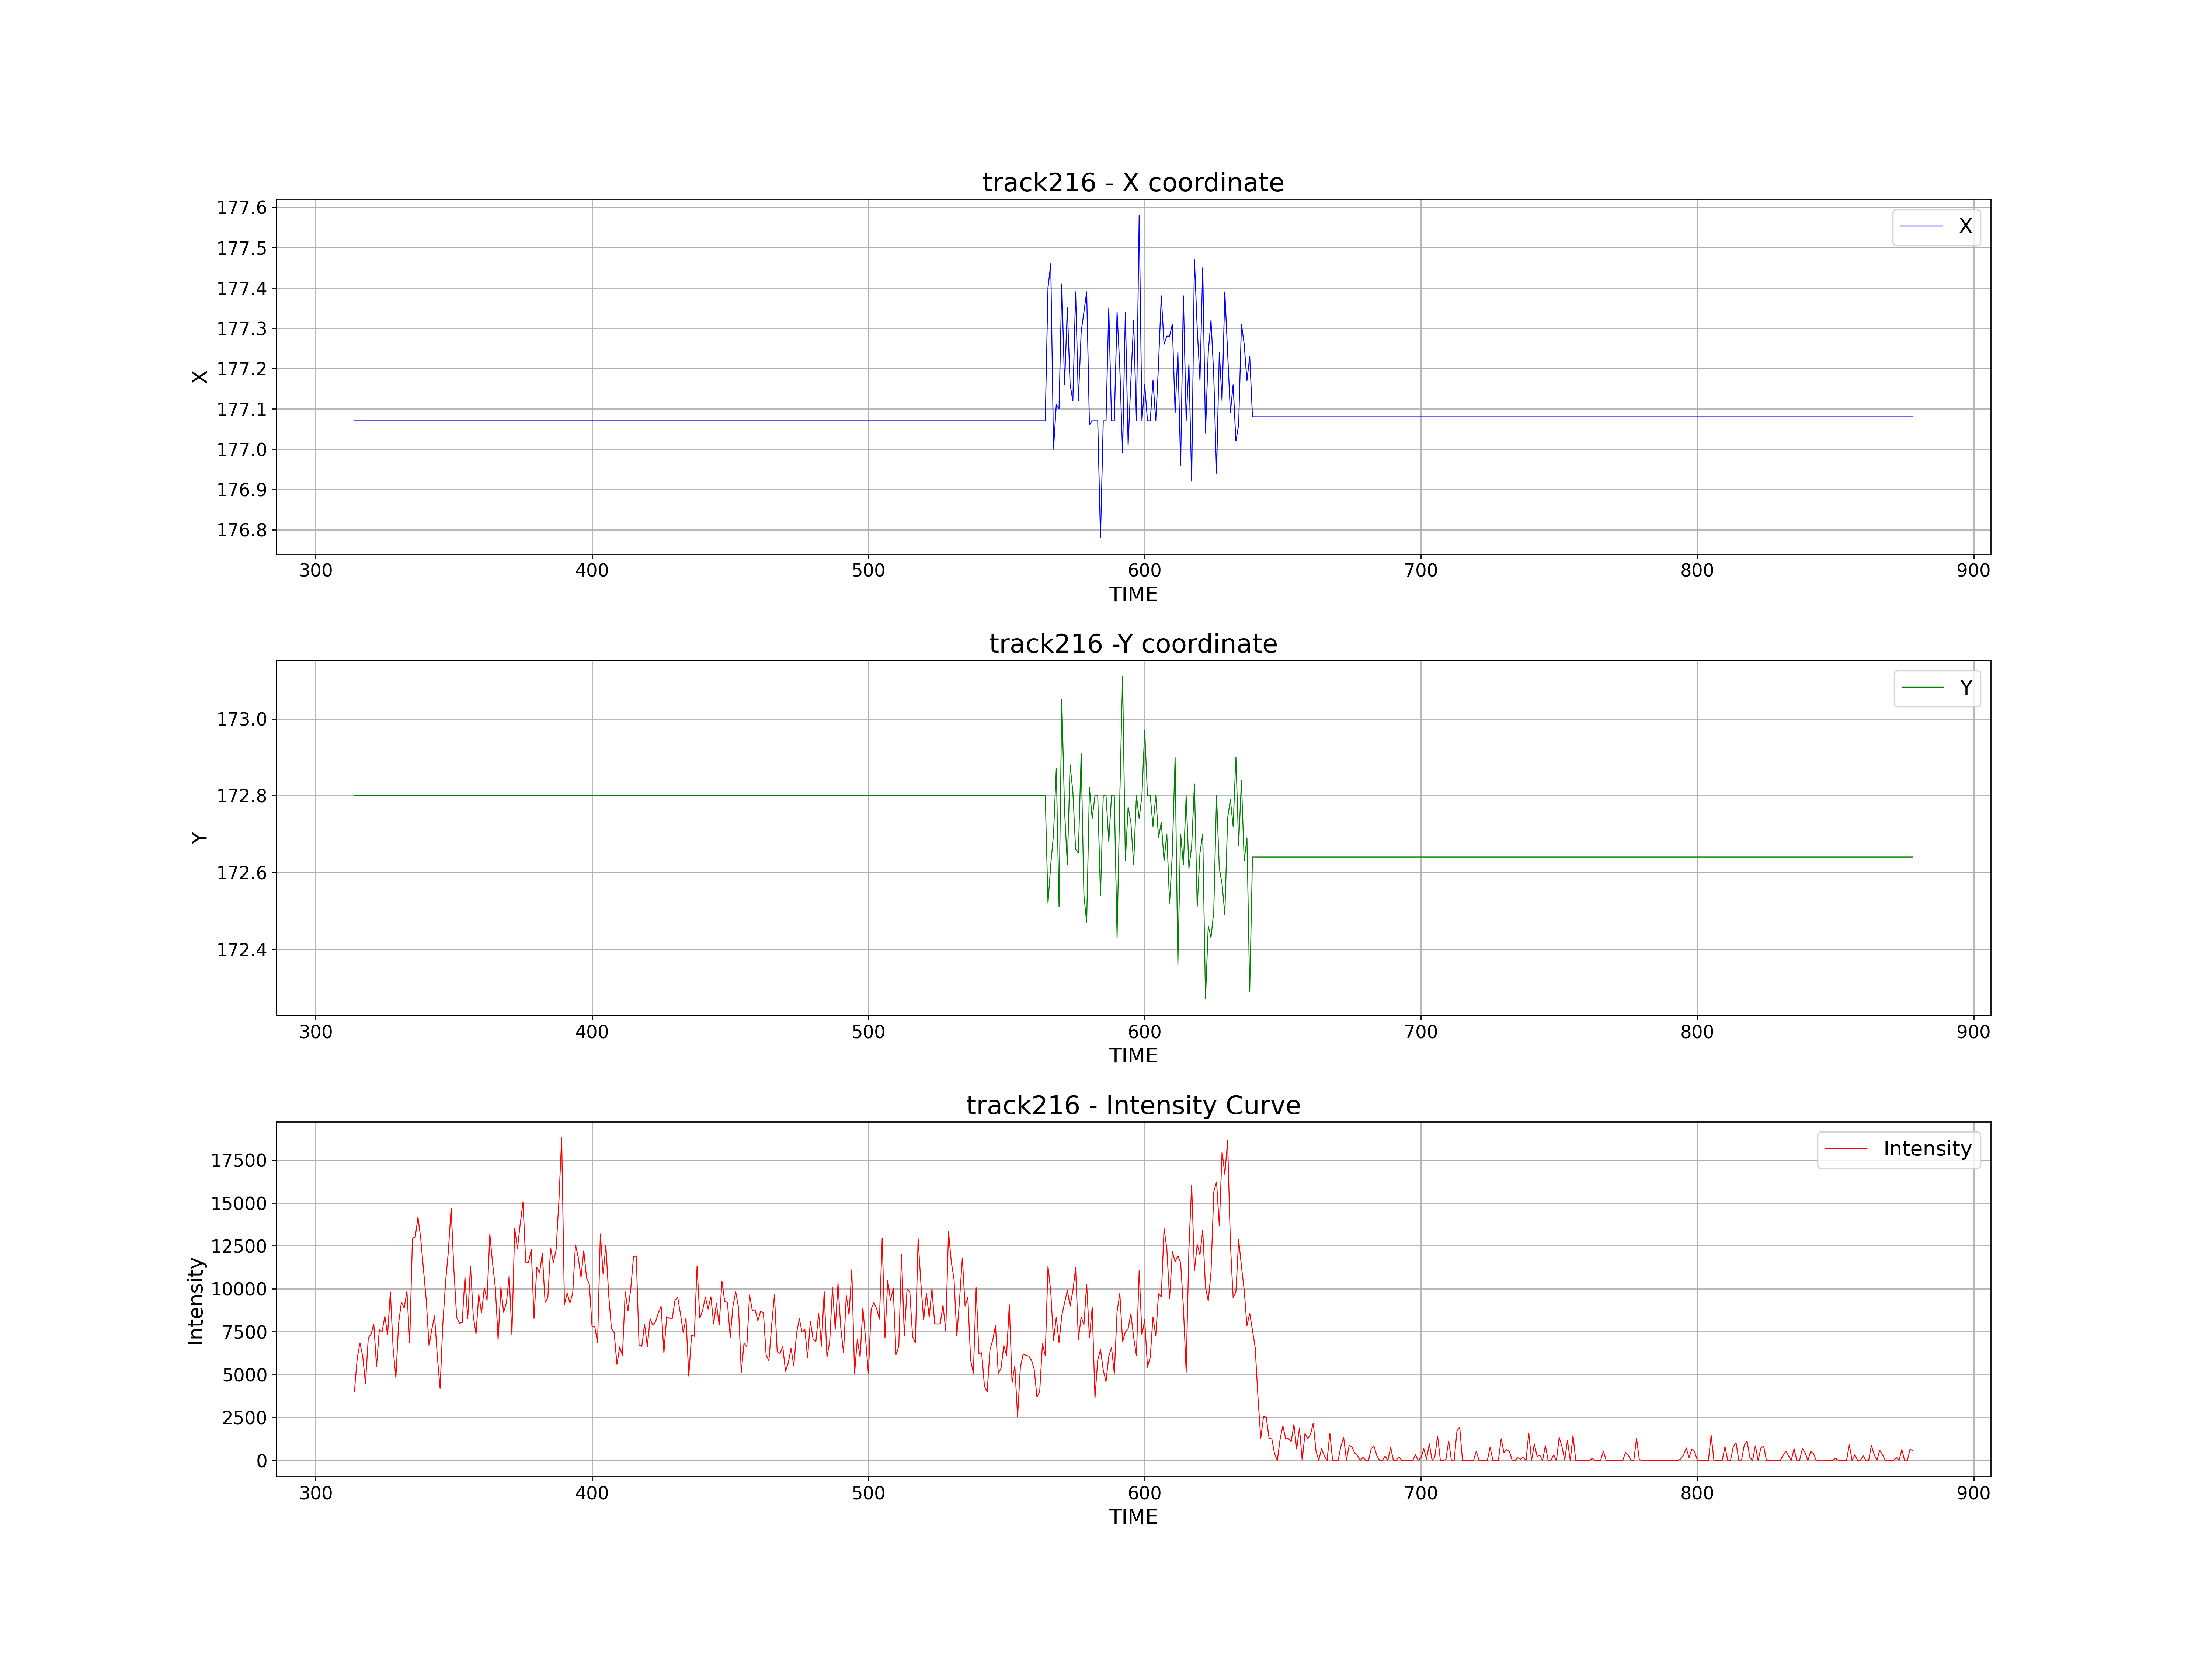 track216 - X coordinate
177.6
177.5
177.4
177.3
177.2
177.1
177.0
176.9
176.8
X
X
300 400 500 600 700 800 900
TIME
track216 -Y coordinate
173.0
172.8
172.6
172.4
Y
Y
300 400 500 600 700 800 900
TIME
track216 - Intensity Curve
17500
15000
12500
10000
7500
5000
2500
0
Intensity
Intensity
300 400 500 600 700 800 900
TIME